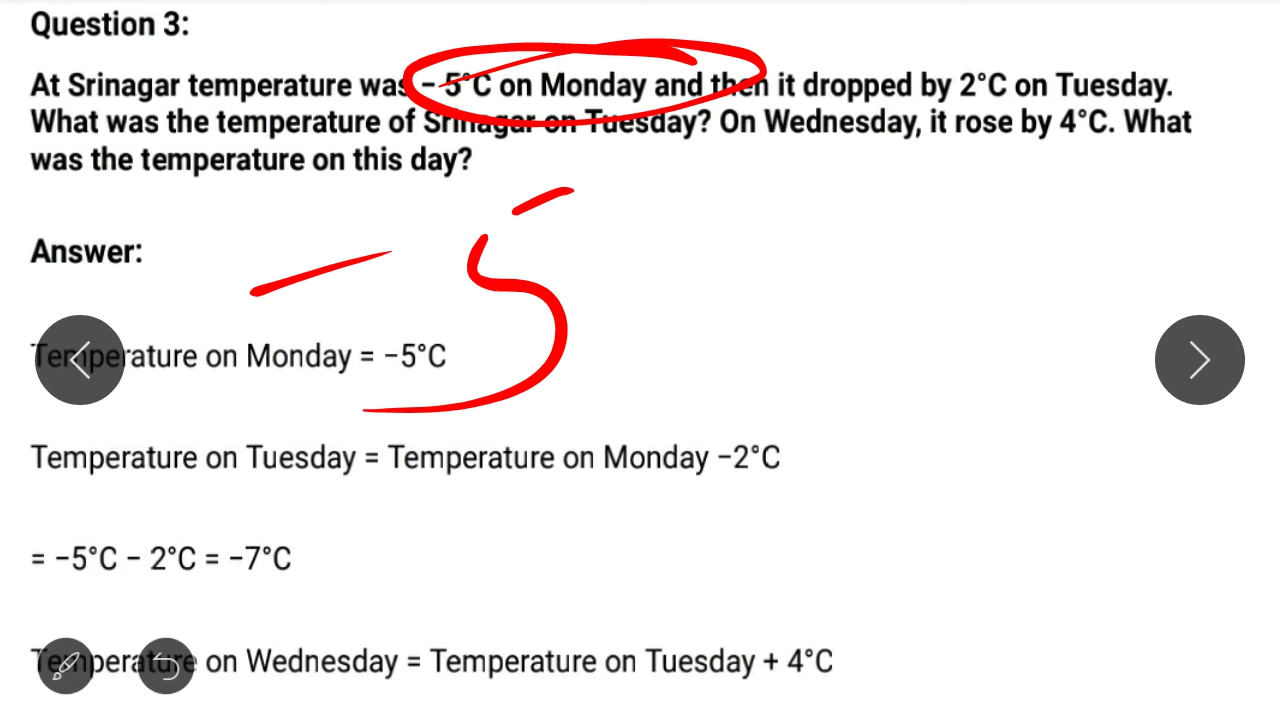 Question 3:
At Srinagar temperature was – 5°C on Monday and then it dropped by 2°C on Tuesday.
What was the temperature of Srinagar on Tuesday? On Wednesday, it rose by 4°C. What
was the temperature on this day?
Answer:
– 5
Temperature on Monday = −5°C
Temperature on Tuesday = Temperature on Monday −2°C
= −5°C − 2°C = −7°C
Temperature on Wednesday = Temperature on Tuesday + 4°C